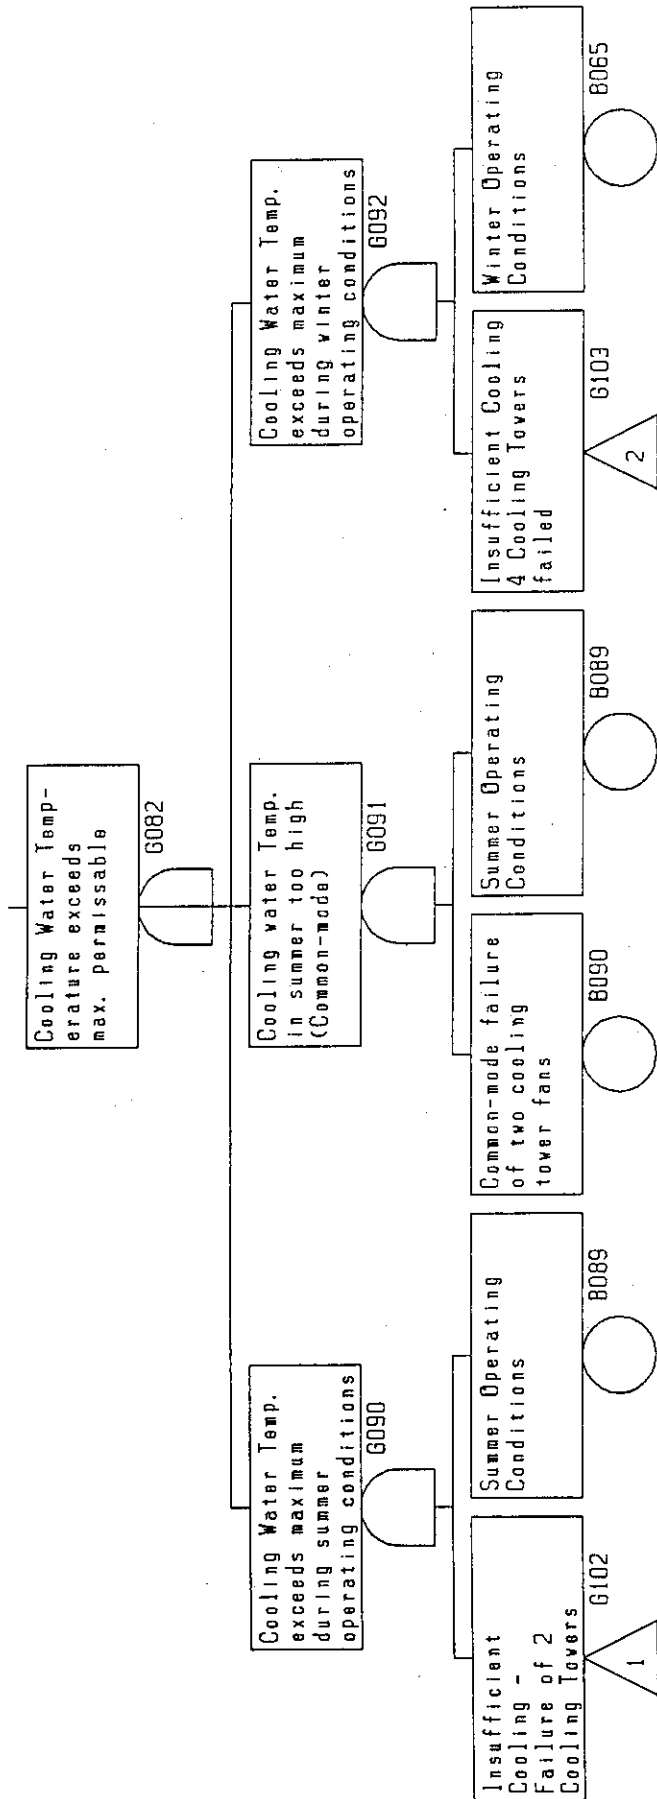 Cooling Water Temp-
erature exceeds
max. permissable
G082
Cooling Water Temp.
exceeds maximum
during summer
operating conditions
G090
Cooling water Temp.
in summer too high
(Common-mode)
G091
Cooling Water Temp.
exceeds maximum
during winter
operating conditions
G092
Insufficient
Cooling -
Failure of 2
Cooling Towers
G102
1
Summer Operating
Conditions
B089
Common-mode failure
of two cooling
tower fans
B090
Summer Operating
Conditions
B089
Insufficient Cooling
4 Cooling Towers
failed
G103
2
Winter Operating
Conditions
B065